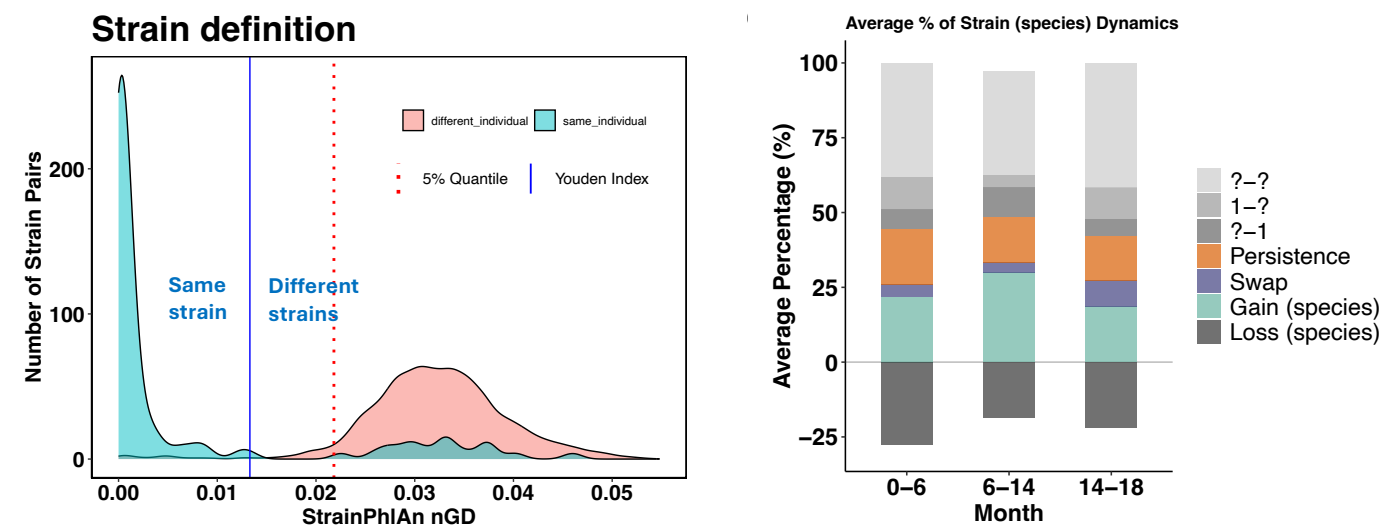 Strain definition
Number of Strain Pairs
200
100
0
different_individual
same_individual
5% Quantile
Youden Index
Same
strain
Different
strains
0.00
0.01
0.02
0.03
0.04
0.05
StrainPhlAn nGD
Average % of Strain (species) Dynamics
Average Percentage (%)
100
75
50
25
0
−25
0−6
6−14
14−18
Month
?−?
1−?
?−1
Persistence
Swap
Gain (species)
Loss (species)